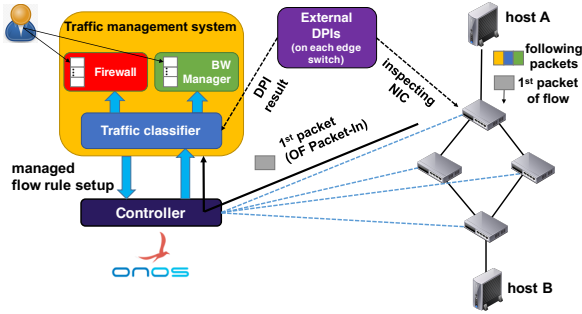 Traffic management system
Firewall
BW
Manager
Traffic classifier
External
DPIs
(on each edge
switch)
DPI
result
inspecting
NIC
host A
following
packets
1st packet
of flow
1st packet
(OF Packet-In)
managed
flow rule setup
Controller
onos
host B